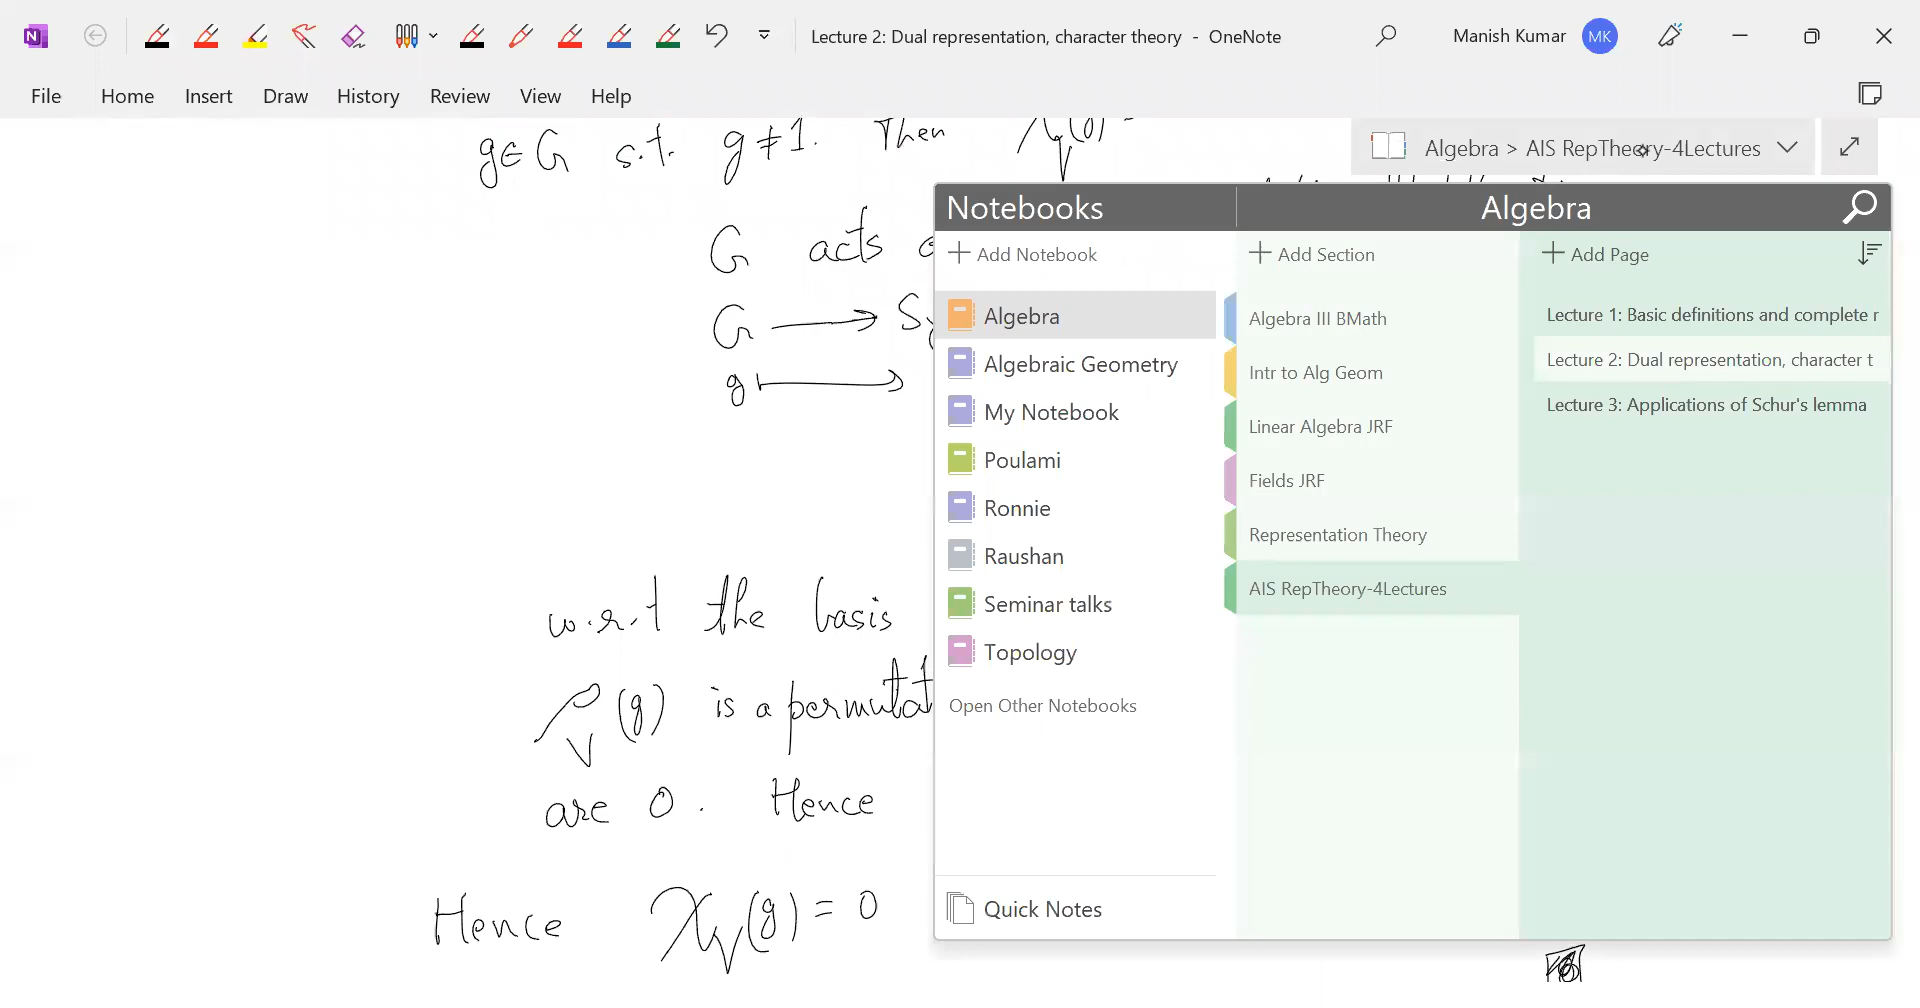 Lecture 2: Dual representation, character theory - OneNote
Manish Kumar MK
File Home Insert Draw History Review View Help
g∈G s.t. g≠1. Then χ_V(g) =
Algebra > AIS RepTheory-4Lectures
Notebooks Algebra
+ Add Notebook + Add Section + Add Page
Algebra
Algebraic Geometry
My Notebook
Poulami
Ronnie
Raushan
Seminar talks
Topology
Open Other Notebooks
Quick Notes
Algebra III BMath
Intr to Alg Geom
Linear Algebra JRF
Fields JRF
Representation Theory
AIS RepTheory-4Lectures
Lecture 1: Basic definitions and complete r
Lecture 2: Dual representation, character t
Lecture 3: Applications of Schur's lemma
G acts
G → S
g ↦
w.r.t the basis
ρ_V(g) is a permutat
are 0. Hence
Hence χ_V(g) = 0